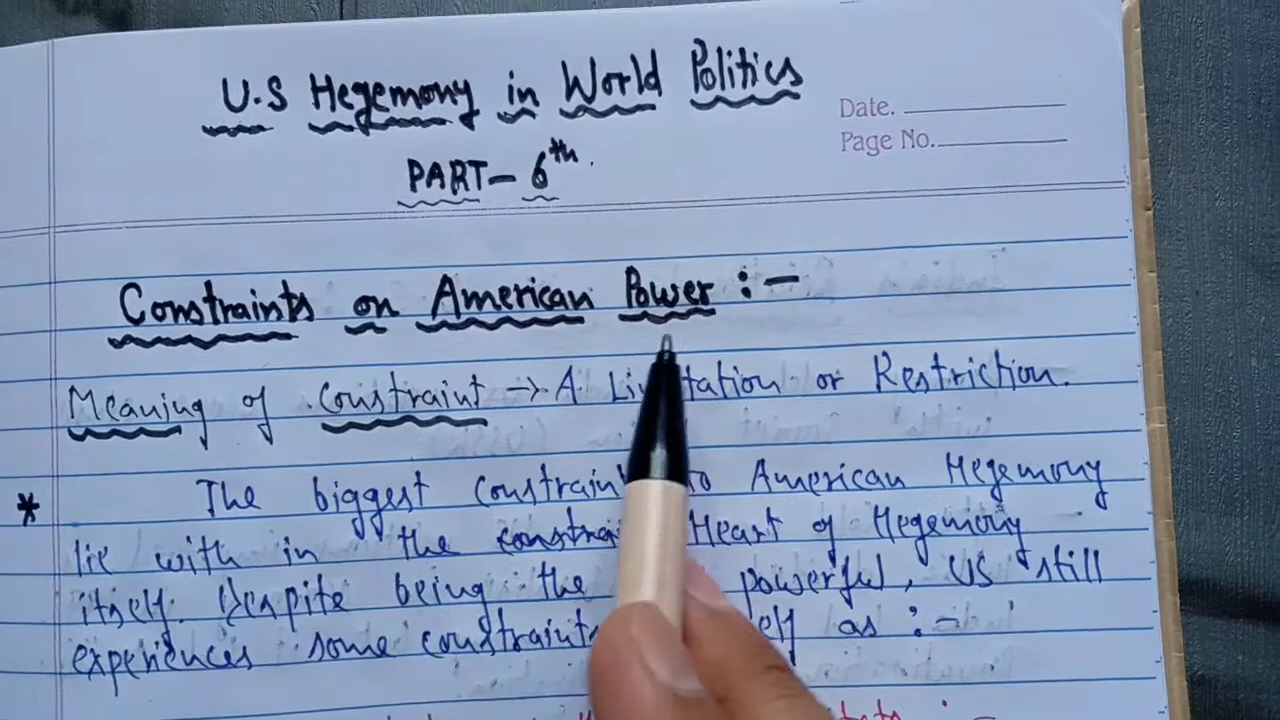 U.S Hegemony in World Politics
Date.
Page No.
PART- 6th.
Constraints on American Power :-
Meaning of Constraint → A Limitation or Restriction.
* The biggest Constraint to American Hegemony
lie with in the Heart of Hegemony
itself. Despite being the powerful, US still
experiences some constraints as :-